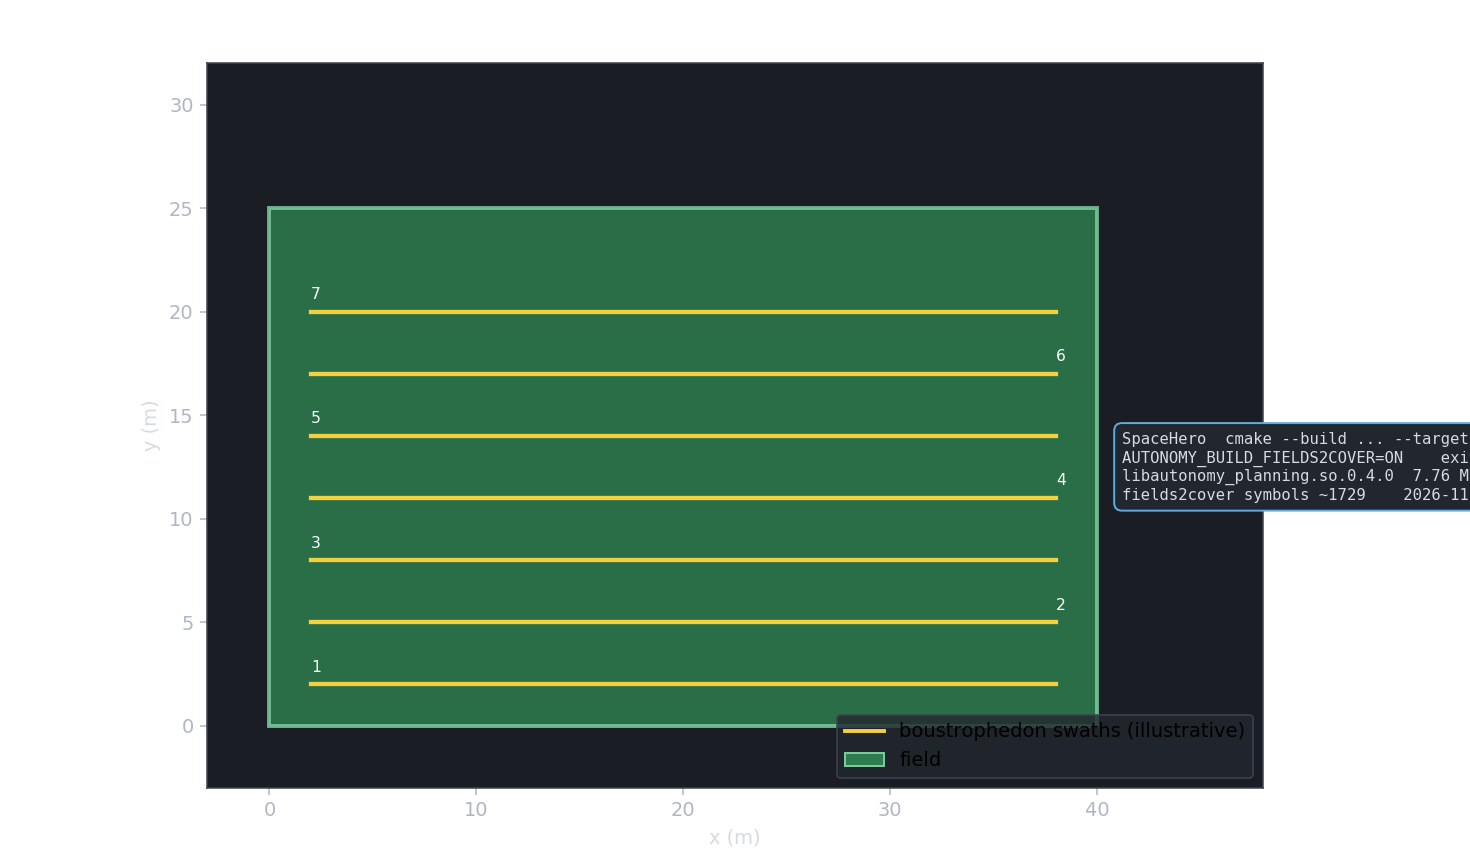 30
25
20
15
10
5
0
y (m)
7
6
5
4
3
2
1
SpaceHero  cmake --build ... --target
AUTONOMY_BUILD_FIELDS2COVER=ON    exi
libautonomy_planning.so.0.4.0  7.76 M
fields2cover symbols ~1729    2026-11
boustrophedon swaths (illustrative)
field
0 10 20 30 40
x (m)